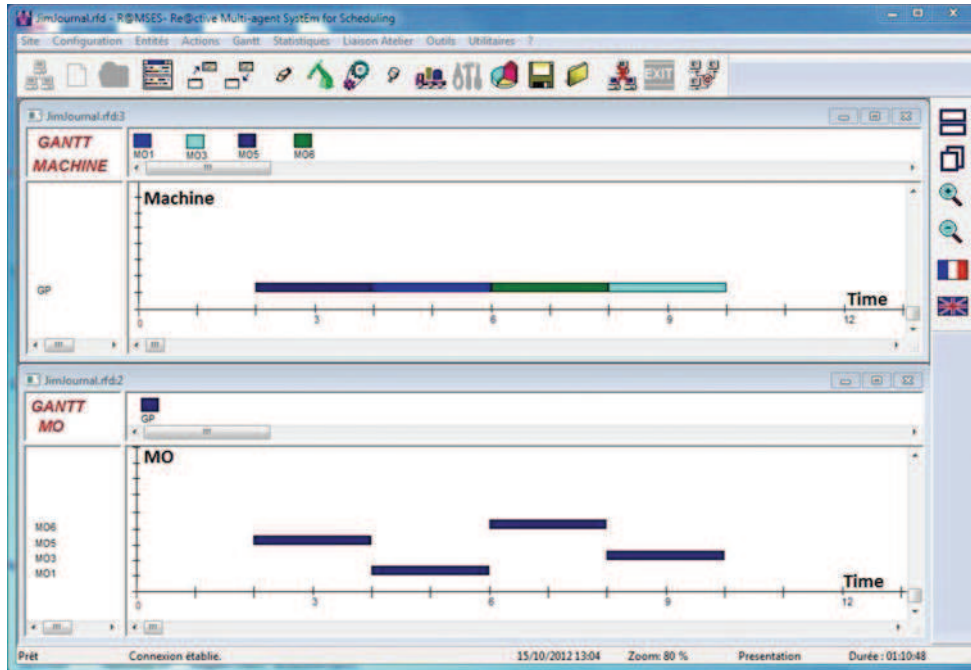 JimJournal.rfd - R@MSES- Re@ctive Multi-agent SystEm for Scheduling
Site Configuration Entités Actions Gantt Statistiques Liaison Atelier Outils Utilitaires ?
EXIT
JimJournal.rfd:3
GANTT
MACHINE
MO1 MO3 MO5 MO6
Machine
GP
Time
0 3 6 9 12
JimJournal.rfd:2
GANTT
MO
GP
MO
MO6
MO5
MO3
MO1
Time
0 3 6 9 12
Prêt Connexion établie. 15/10/2012 13:04 Zoom: 80 % Presentation Durée : 01:10:48